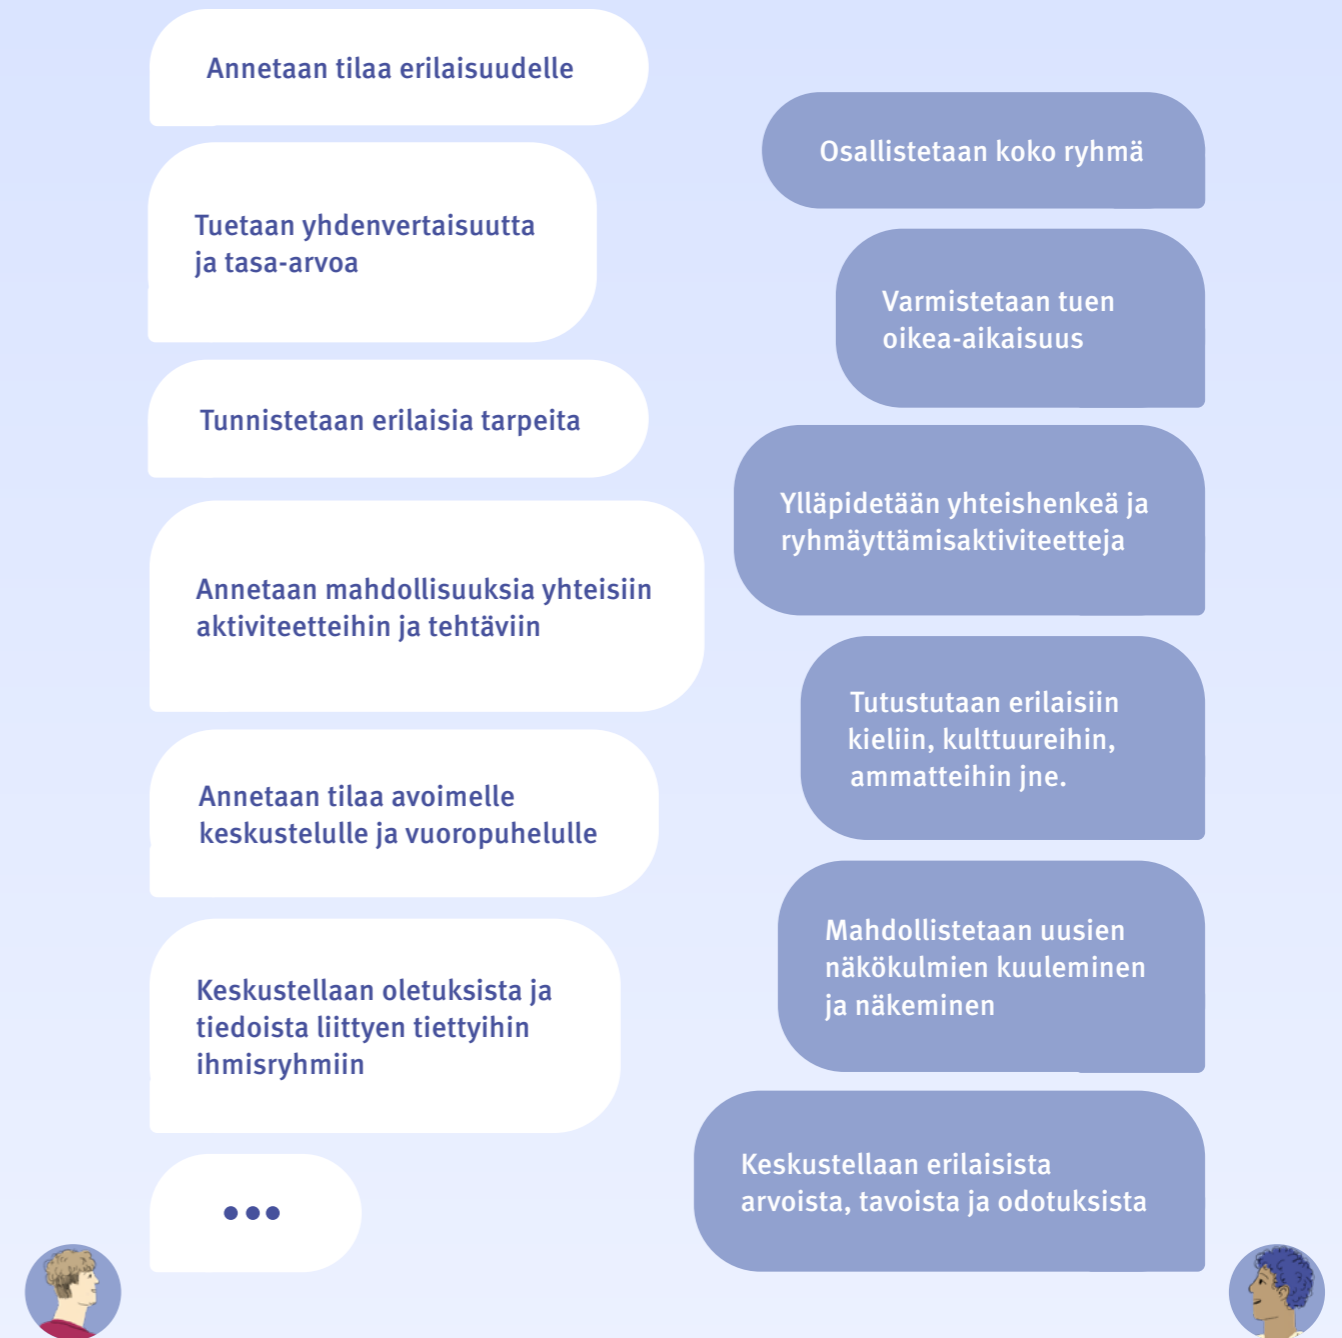 Annetaan tilaa erilaisuudelle
Osallistetaan koko ryhmä
Tuetaan yhdenvertaisuutta
ja tasa-arvoa
Varmistetaan tuen
oikea-aikaisuus
Tunnistetaan erilaisia tarpeita
Ylläpidetään yhteishenkeä ja
ryhmäyttämisaktiviteetteja
Annetaan mahdollisuuksia yhteisiin
aktiviteetteihin ja tehtäviin
Tutustutaan erilaisiin
kieliin, kulttuureihin,
ammatteihin jne.
Annetaan tilaa avoimelle
keskustelulle ja vuoropuhelulle
Mahdollistetaan uusien
näkökulmien kuuleminen
ja näkeminen
Keskustellaan oletuksista ja
tiedoista liittyen tiettyihin
ihmisryhmiin
Keskustellaan erilaisista
arvoista, tavoista ja odotuksista
•••